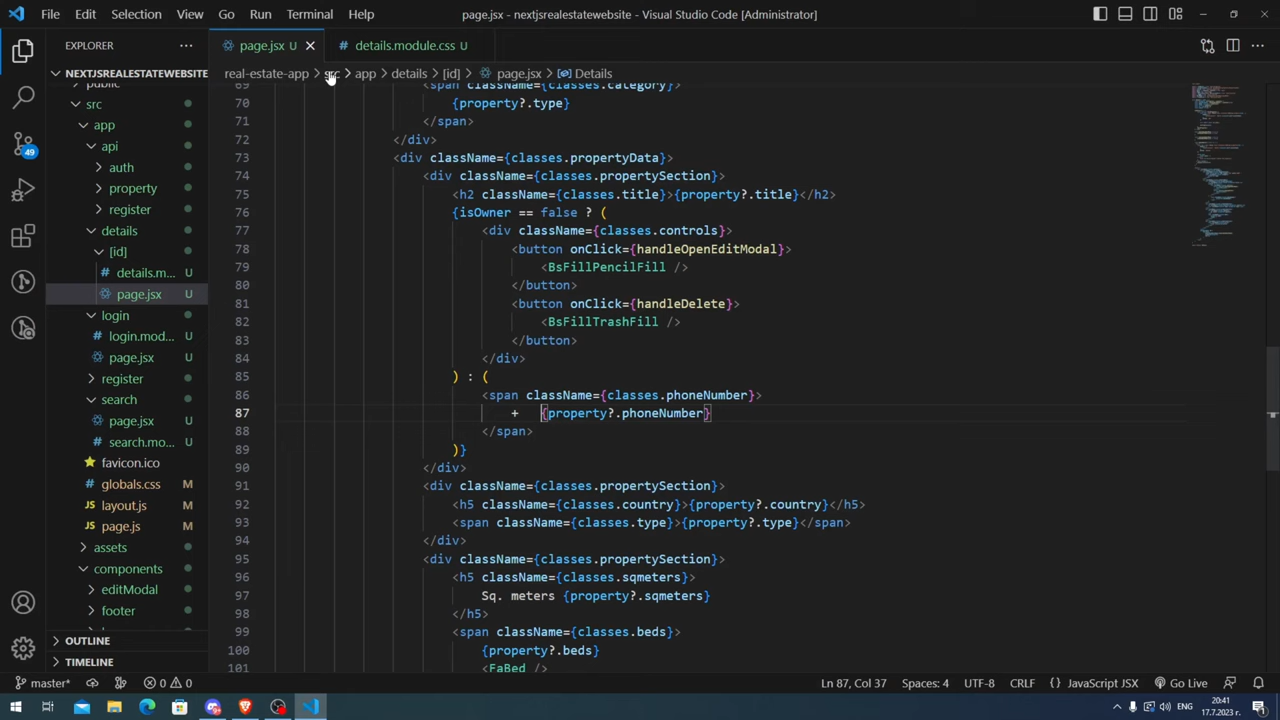 File Edit Selection View Go Run Terminal Help
page.jsx - nextjsrealestatewebsite - Visual Studio Code [Administrator]
EXPLORER
NEXTJSREALESTATEWEBSITE
public
src
app
api
auth
property
register
details
[id]
details.m... U
page.jsx U
login
login.mod... U
page.jsx U
register
search
page.jsx U
search.mo... U
favicon.ico
globals.css M
layout.js M
page.js M
assets
components
editModal
footer
OUTLINE
TIMELINE
49
page.jsx U
details.module.css U
real-estate-app > src > app > details > [id] > page.jsx > Details
69 <span className={classes.category}>
70 {property?.type}
71 </span>
72 </div>
73 <div className={classes.propertyData}>
74 <div className={classes.propertySection}>
75 <h2 className={classes.title}>{property?.title}</h2>
76 {isOwner == false ? (
77 <div className={classes.controls}>
78 <button onClick={handleOpenEditModal}>
79 <BsFillPencilFill />
80 </button>
81 <button onClick={handleDelete}>
82 <BsFillTrashFill />
83 </button>
84 </div>
85 ) : (
86 <span className={classes.phoneNumber}>
87 + {property?.phoneNumber}
88 </span>
89 )}
90 </div>
91 <div className={classes.propertySection}>
92 <h5 className={classes.country}>{property?.country}</h5>
93 <span className={classes.type}>{property?.type}</span>
94 </div>
95 <div className={classes.propertySection}>
96 <h5 className={classes.sqmeters}>
97 Sq. meters {property?.sqmeters}
98 </h5>
99 <span className={classes.beds}>
100 {property?.beds}
101 <FaBed />
master* 0 0 Ln 87, Col 37 Spaces: 4 UTF-8 CRLF {} JavaScript JSX Go Live
ENG
20:41
17.7.2023 г.